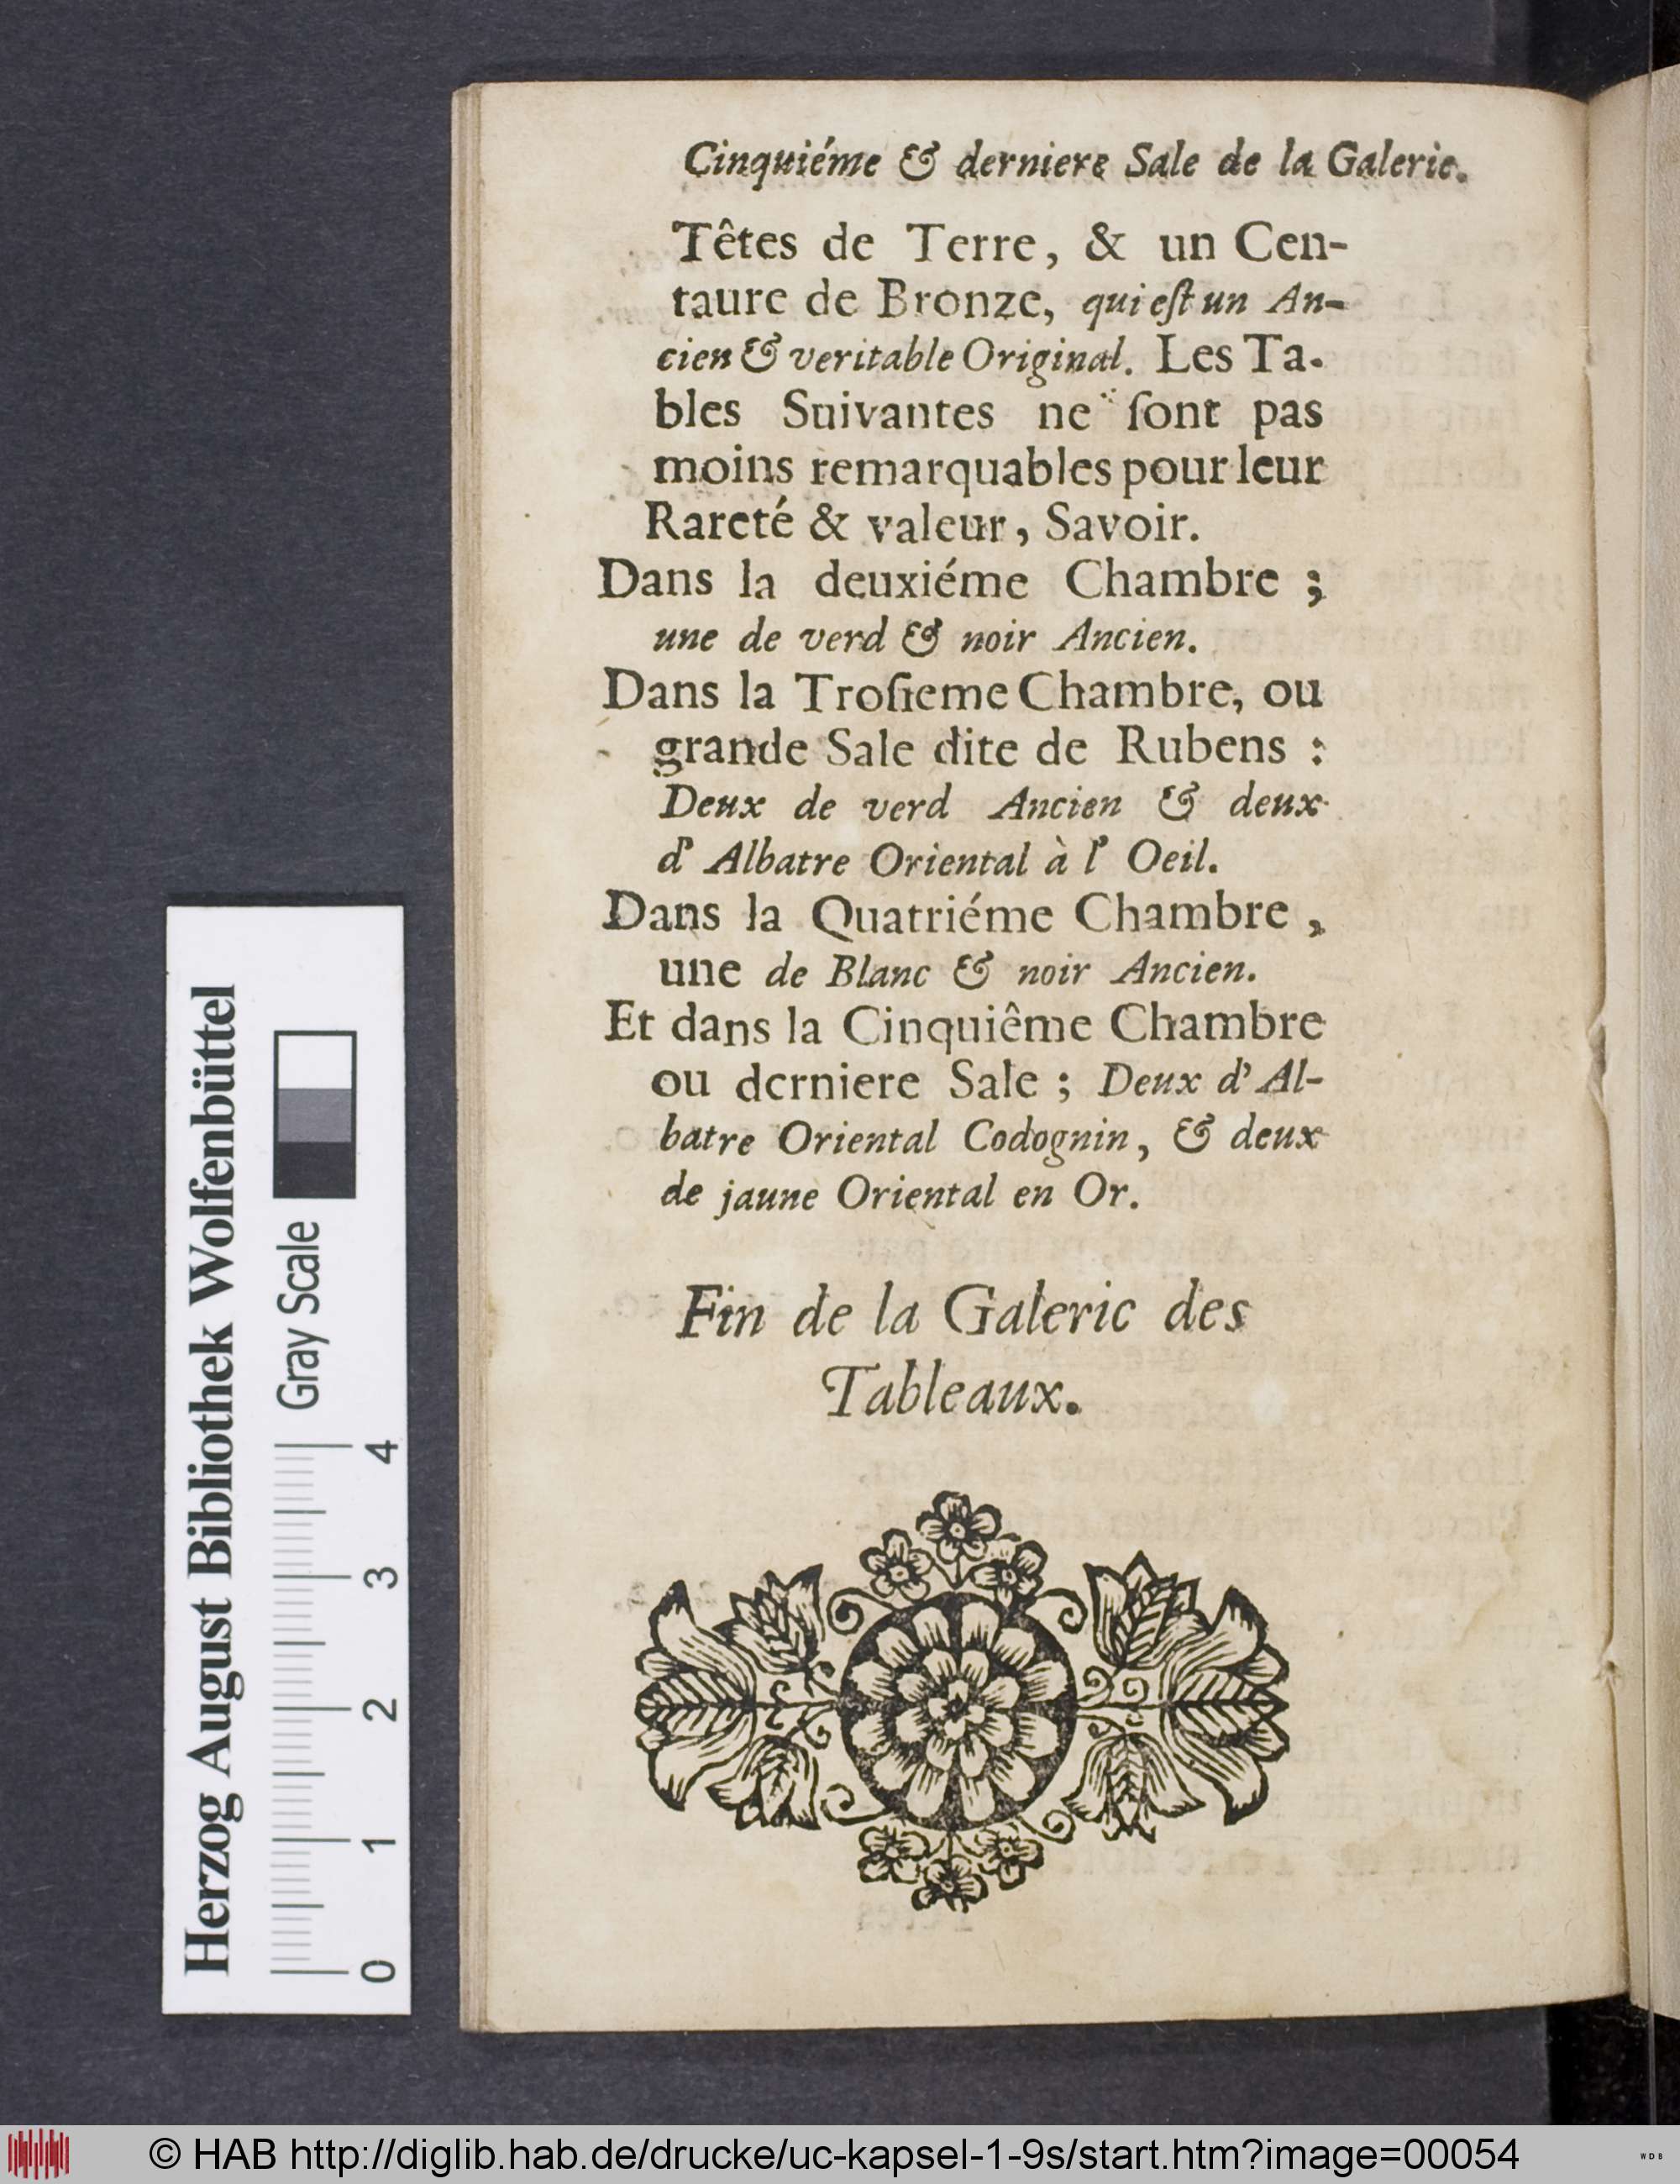 Cinquiéme & derniere Sale de la Galerie.
Têtes de Terre, & un Cen-
taure de Bronze, qui eſt un An-
cien & veritable Original. Les Ta-
bles Suivantes ne ſont pas
moins remarquables pour leur
Rareté & valeur, Savoir.
Dans la deuxiéme Chambre ;
une de verd & noir Ancien.
Dans la Troſieme Chambre, ou
grande Sale dite de Rubens :
Deux de verd Ancien & deux
d' Albatre Oriental à l' Oeil.
Dans la Quatriéme Chambre ,
une de Blanc & noir Ancien.
Et dans la Cinquiême Chambre
ou derniere Sale ; Deux d' Al-
batre Oriental Codognin, & deux
de jaune Oriental en Or.
Fin de la Galerie des
Tableaux.
Herzog August Bibliothek Wolfenbüttel
Gray Scale
0 1 2 3 4
© HAB http://diglib.hab.de/drucke/uc-kapsel-1-9s/start.htm?image=00054
WDB